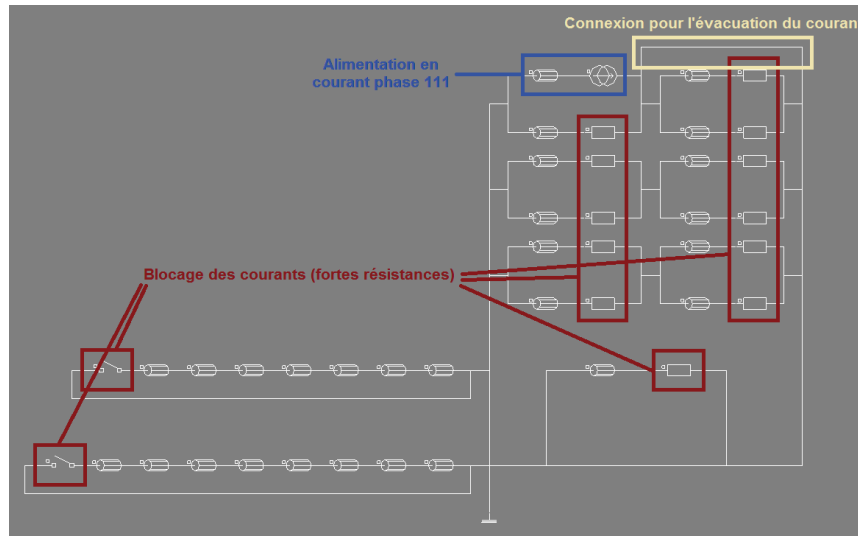 Connexion pour l'évacuation du couran
Alimentation en
courant phase 111
Blocage des courants (fortes résistances)